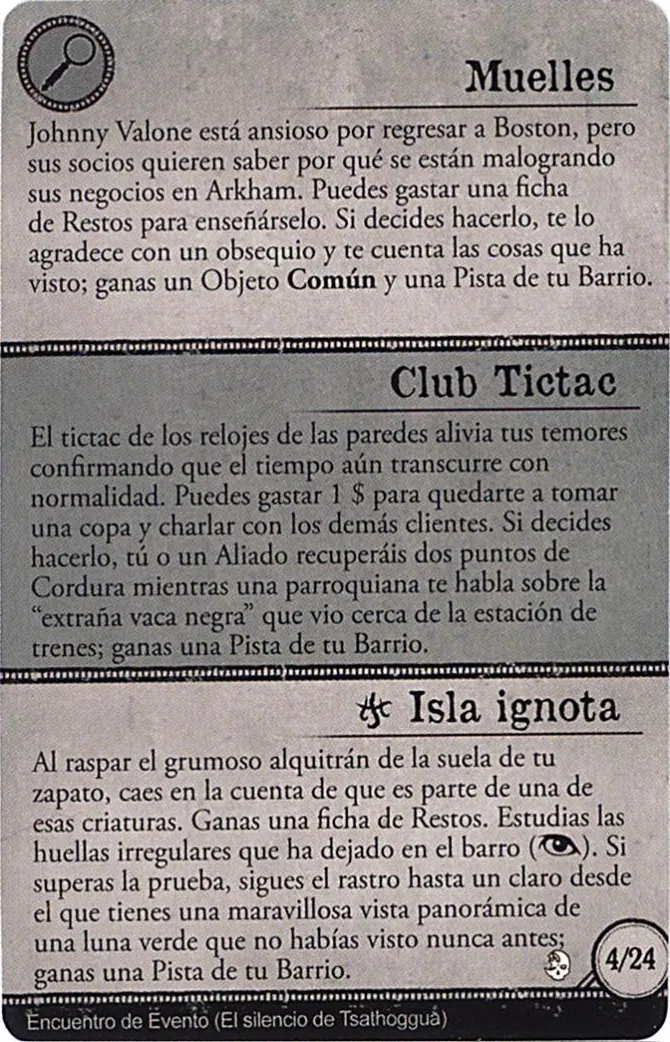 Muelles
Johnny Valone está ansioso por regresar a Boston, pero
sus socios quieren saber por qué se están malogrando
sus negocios en Arkham. Puedes gastar una ficha
de Restos para enseñárselo. Si decides hacerlo, te lo
agradece con un obsequio y te cuenta las cosas que ha
visto; ganas un Objeto Común y una Pista de tu Barrio.
Club Tictac
El tictac de los relojes de las paredes alivia tus temores
confirmando que el tiempo aún transcurre con
normalidad. Puedes gastar 1 $ para quedarte a tomar
una copa y charlar con los demás clientes. Si decides
hacerlo, tú o un Aliado recuperáis dos puntos de
Cordura mientras una parroquiana te habla sobre la
“extraña vaca negra” que vio cerca de la estación de
trenes; ganas una Pista de tu Barrio.
Isla ignota
Al raspar el grumoso alquitrán de la suela de tu
zapato, caes en la cuenta de que es parte de una de
esas criaturas. Ganas una ficha de Restos. Estudias las
huellas irregulares que ha dejado en el barro (). Si
superas la prueba, sigues el rastro hasta un claro desde
el que tienes una maravillosa vista panorámica de
una luna verde que no habías visto nunca antes;
ganas una Pista de tu Barrio.
4/24
Encuentro de Evento (El silencio de Tsathogguà)